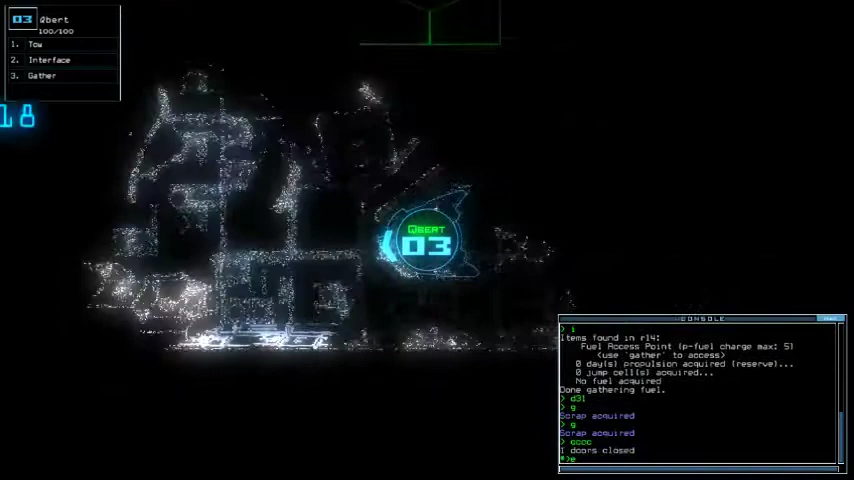 03 Qbert
100/100
1. Tow
2. Interface
3. Gather
18
QBERT
03
CONSOLE
> i
Items found in r14:
Fuel Access Point (p-fuel charge max: 5)
(use 'gather' to access)
0 day(s) propulsion acquired (reserve)...
0 jump cell(s) acquired...
No fuel acquired
Done gathering fuel.
> d31
> g
Scrap acquired
> g
Scrap acquired
> cccc
1 doors closed
>e